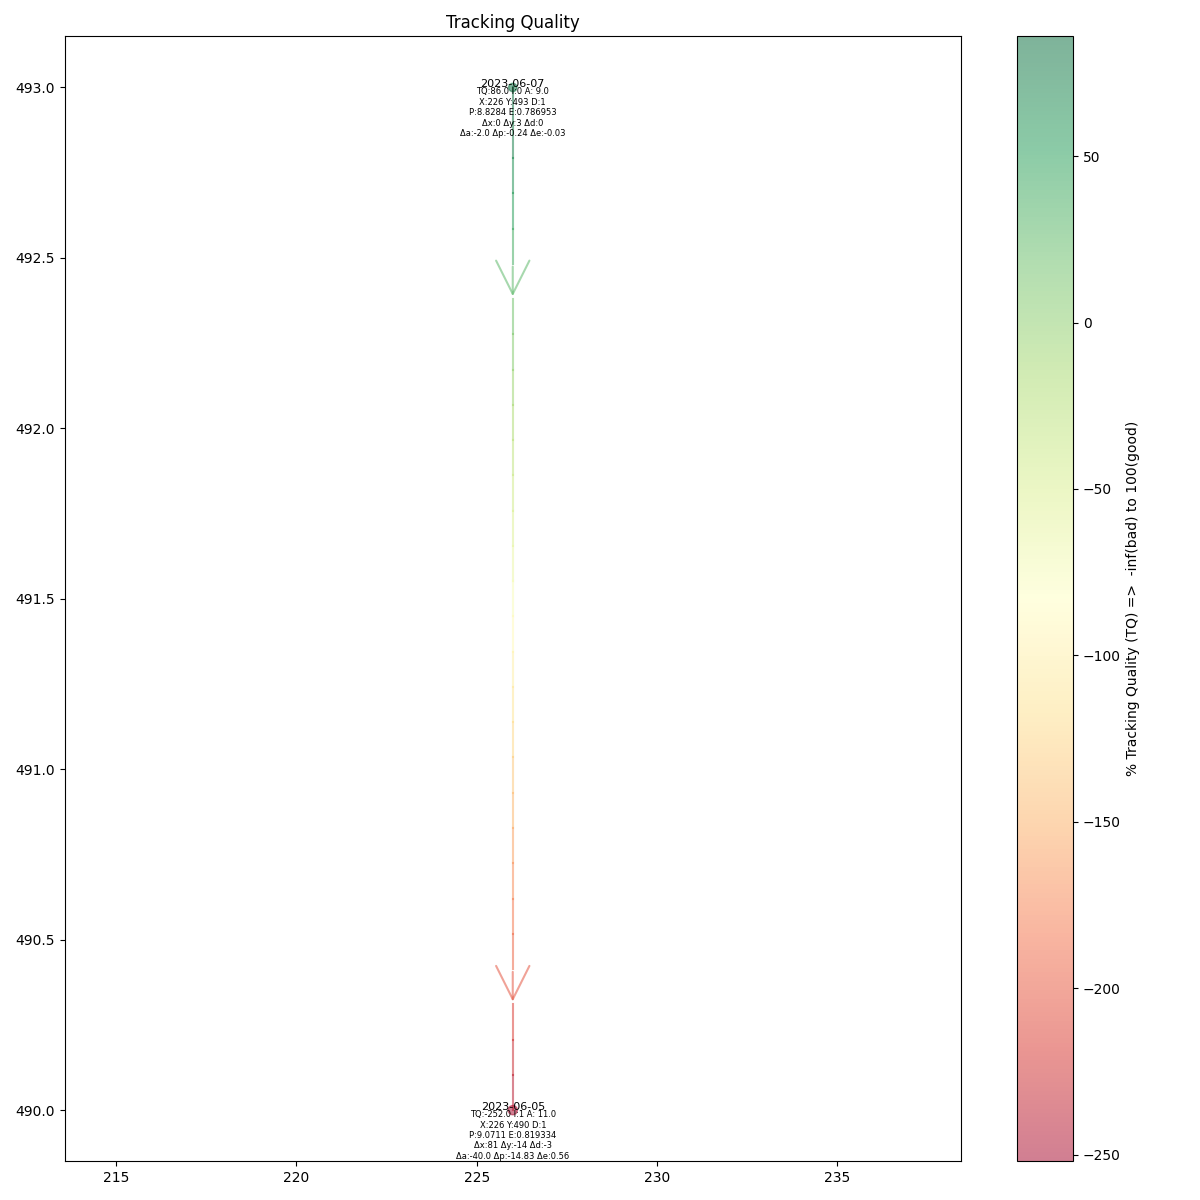 Tracking Quality
493.0
492.5
492.0
491.5
491.0
490.5
490.0
215
220
225
230
235
2023-06-07
TQ:86.0 I:0 A: 9.0
X:226 Y:493 D:1
P:8.8284 E:0.786953
Δx:0 Δy:3 Δd:0
Δa:-2.0 Δp:-0.24 Δe:-0.03
2023-06-05
TQ:-252.0 I:1 A: 11.0
X:226 Y:490 D:1
P:9.0711 E:0.819334
Δx:81 Δy:-14 Δd:-3
Δa:-40.0 Δp:-14.83 Δe:0.56
50
0
−50
−100
−150
−200
−250
% Tracking Quality (TQ) => -inf(bad) to 100(good)